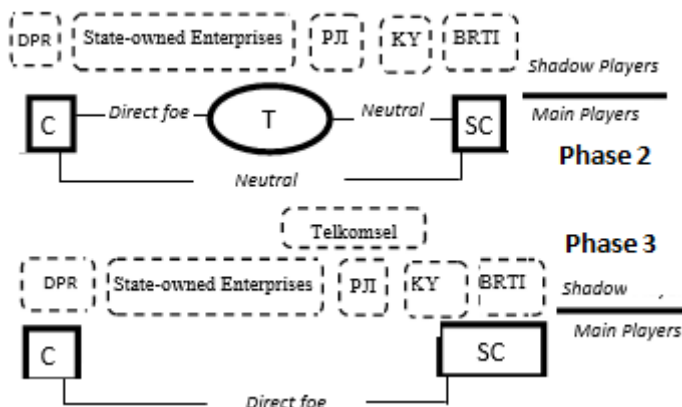 DPR State-owned Enterprises PJI KY BRTI
Shadow Players
C Direct foe T Neutral SC Main Players
Phase 2
Neutral
Telkomsel
Phase 3
DPR State-owned Enterprises PJI KY BRTI Shadow ,
Main Players
C SC
Direct foe